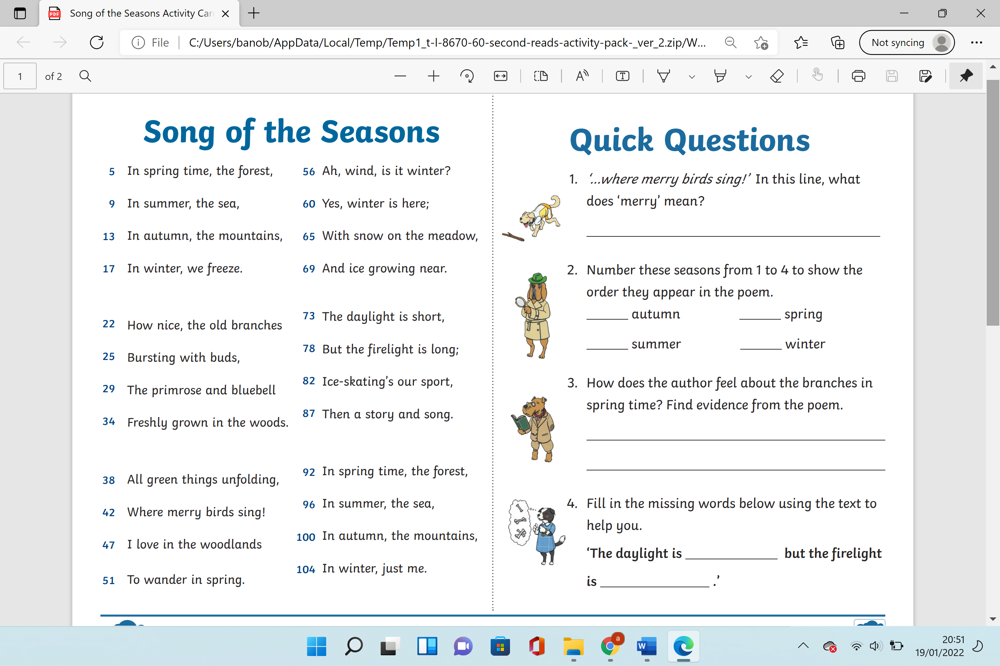 Song of the Seasons Activity Car
File
C:/Users/banob/AppData/Local/Temp/Temp1_t-l-8670-60-second-reads-activity-pack-_ver_2.zip/W...
Not syncing
1 of 2
Song of the Seasons
5 In spring time, the forest,
9 In summer, the sea,
13 In autumn, the mountains,
17 In winter, we freeze.
22 How nice, the old branches
25 Bursting with buds,
29 The primrose and bluebell
34 Freshly grown in the woods.
38 All green things unfolding,
42 Where merry birds sing!
47 I love in the woodlands
51 To wander in spring.
56 Ah, wind, is it winter?
60 Yes, winter is here;
65 With snow on the meadow,
69 And ice growing near.
73 The daylight is short,
78 But the firelight is long;
82 Ice-skating's our sport,
87 Then a story and song.
92 In spring time, the forest,
96 In summer, the sea,
100 In autumn, the mountains,
104 In winter, just me.
Quick Questions
1. '...where merry birds sing!' In this line, what
does 'merry' mean?
2. Number these seasons from 1 to 4 to show the
order they appear in the poem.
______ autumn ______ spring
______ summer ______ winter
3. How does the author feel about the branches in
spring time? Find evidence from the poem.
4. Fill in the missing words below using the text to
help you.
'The daylight is ____________ but the firelight
is ______________ .'
20:51
19/01/2022